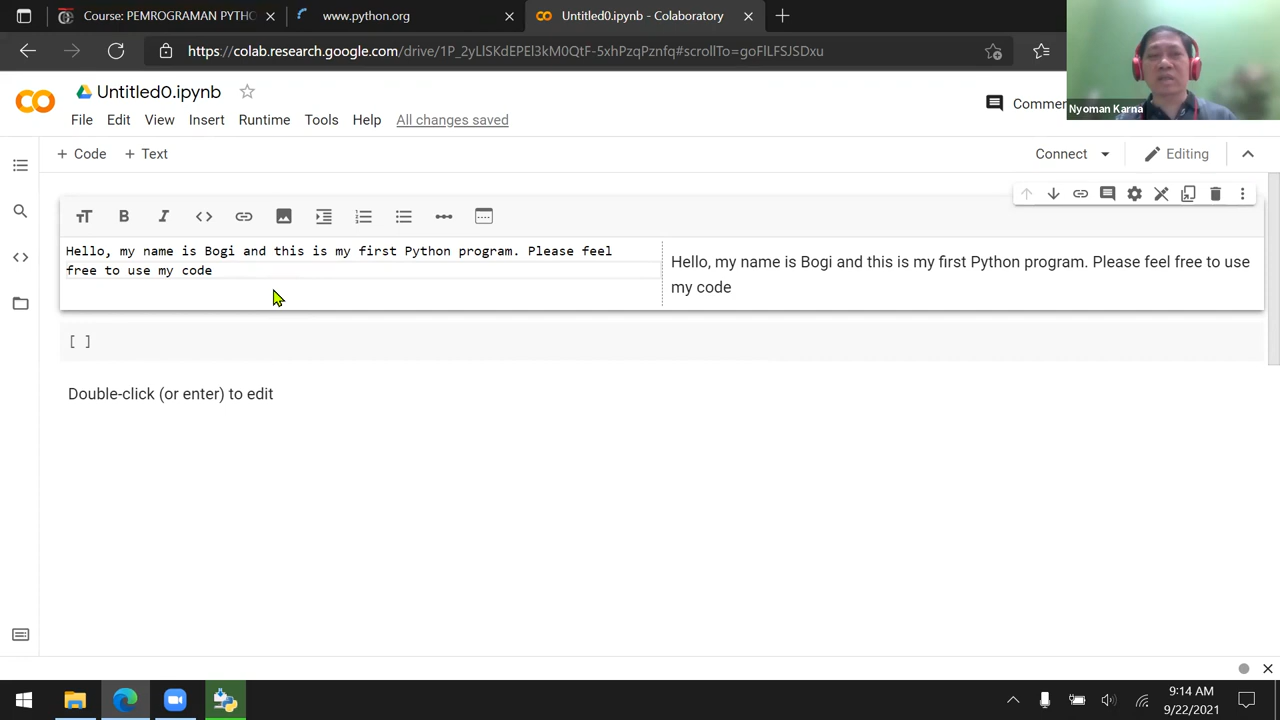 Course: PEMROGRAMAN PYTHO
www.python.org
Untitled0.ipynb - Colaboratory
https://colab.research.google.com/drive/1P_2yLlSKdEPEl3kM0QtF-5xhPzqPznfq#scrollTo=goFlLFSJSDxu
Untitled0.ipynb
File Edit View Insert Runtime Tools Help All changes saved
Commen
Nyoman Karna
+ Code + Text
Connect
Editing
Hello, my name is Bogi and this is my first Python program. Please feel
free to use my code
Hello, my name is Bogi and this is my first Python program. Please feel free to use
my code
[ ]
Double-click (or enter) to edit
9:14 AM
9/22/2021